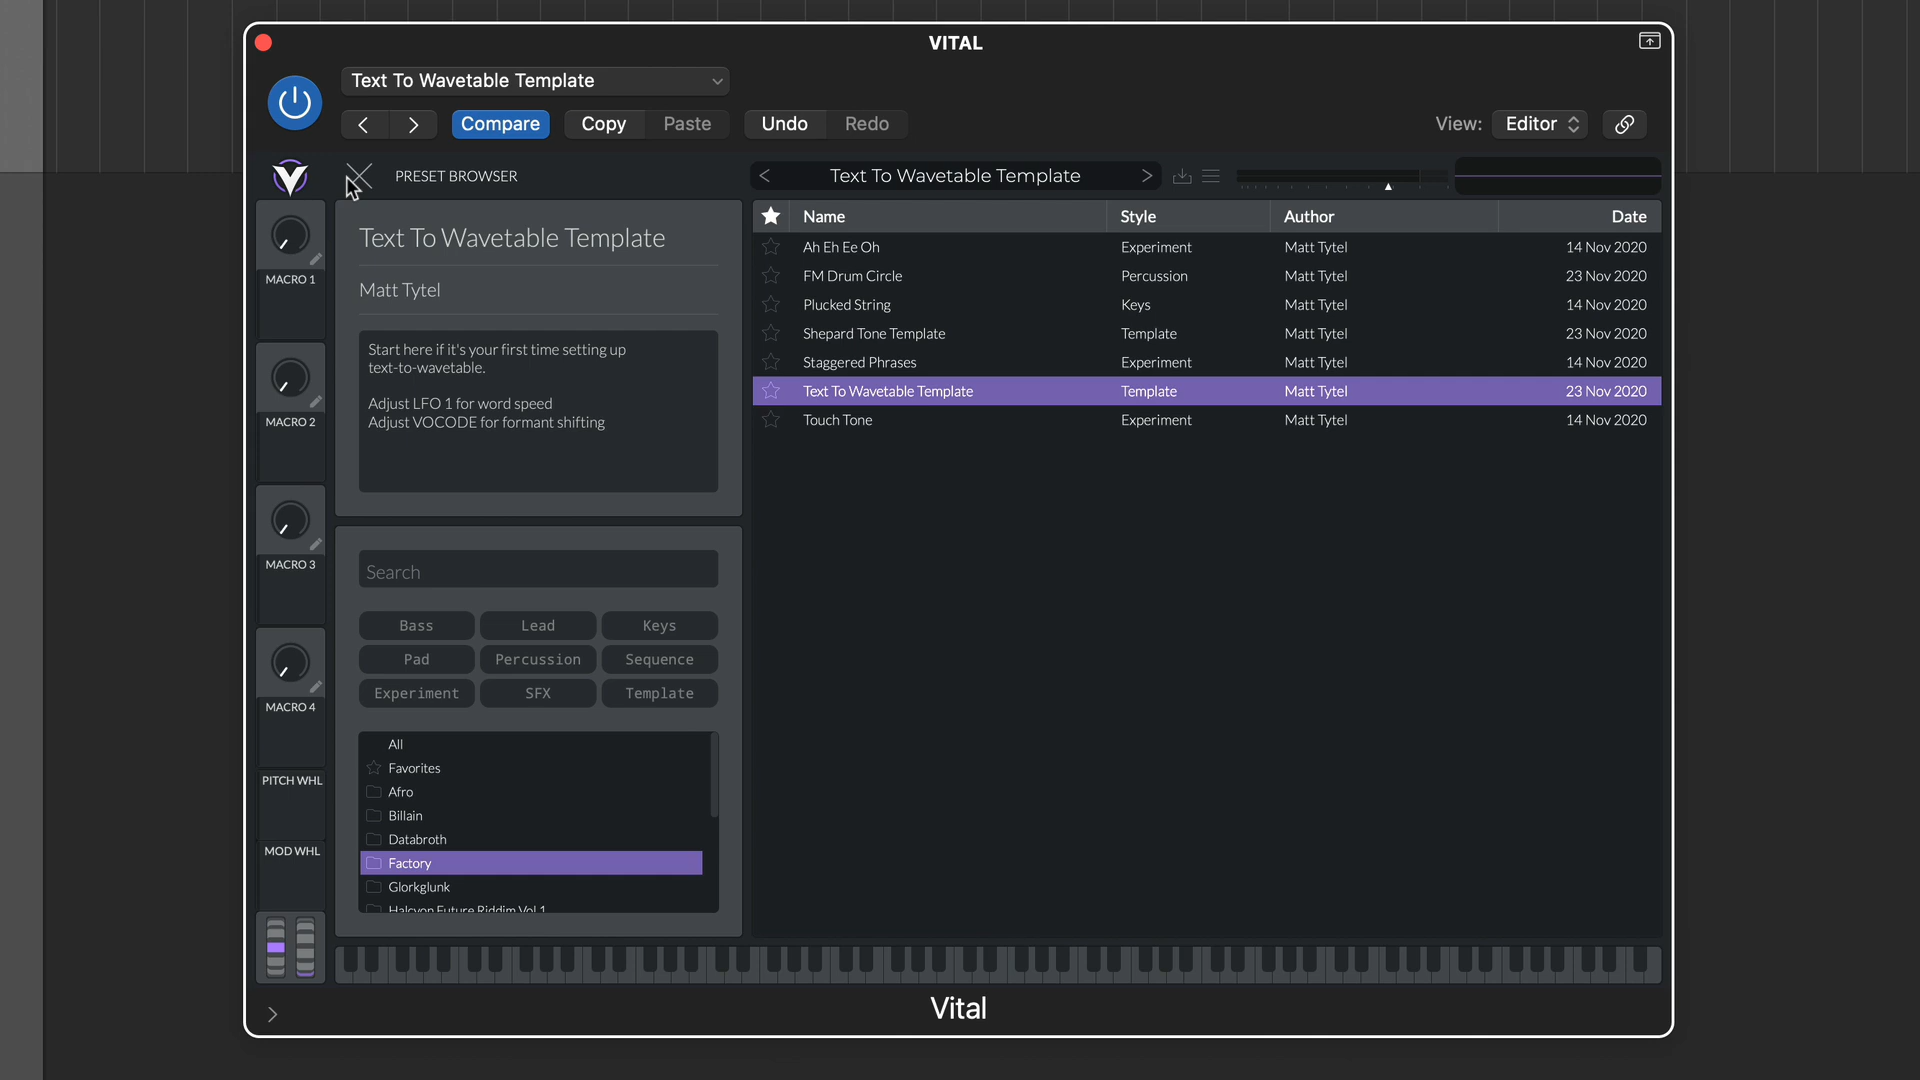 VITAL
Text To Wavetable Template
Compare
Copy
Paste
Undo
Redo
View:
Editor
PRESET BROWSER
Text To Wavetable Template
MACRO 1
MACRO 2
MACRO 3
MACRO 4
PITCH WHL
MOD WHL
Text To Wavetable Template
Matt Tytel
Start here if it's your first time setting up
text-to-wavetable.
Adjust LFO 1 for word speed
Adjust VOCODE for formant shifting
Search
Bass Lead Keys
Pad Percussion Sequence
Experiment SFX Template
All
Favorites
Afro
Billain
Databroth
Factory
Glorkglunk
Halcyon Future Riddim Vol 1
Name Style Author Date
Ah Eh Ee Oh Experiment Matt Tytel 14 Nov 2020
FM Drum Circle Percussion Matt Tytel 23 Nov 2020
Plucked String Keys Matt Tytel 14 Nov 2020
Shepard Tone Template Template Matt Tytel 23 Nov 2020
Staggered Phrases Experiment Matt Tytel 14 Nov 2020
Text To Wavetable Template Template Matt Tytel 23 Nov 2020
Touch Tone Experiment Matt Tytel 14 Nov 2020
Vital